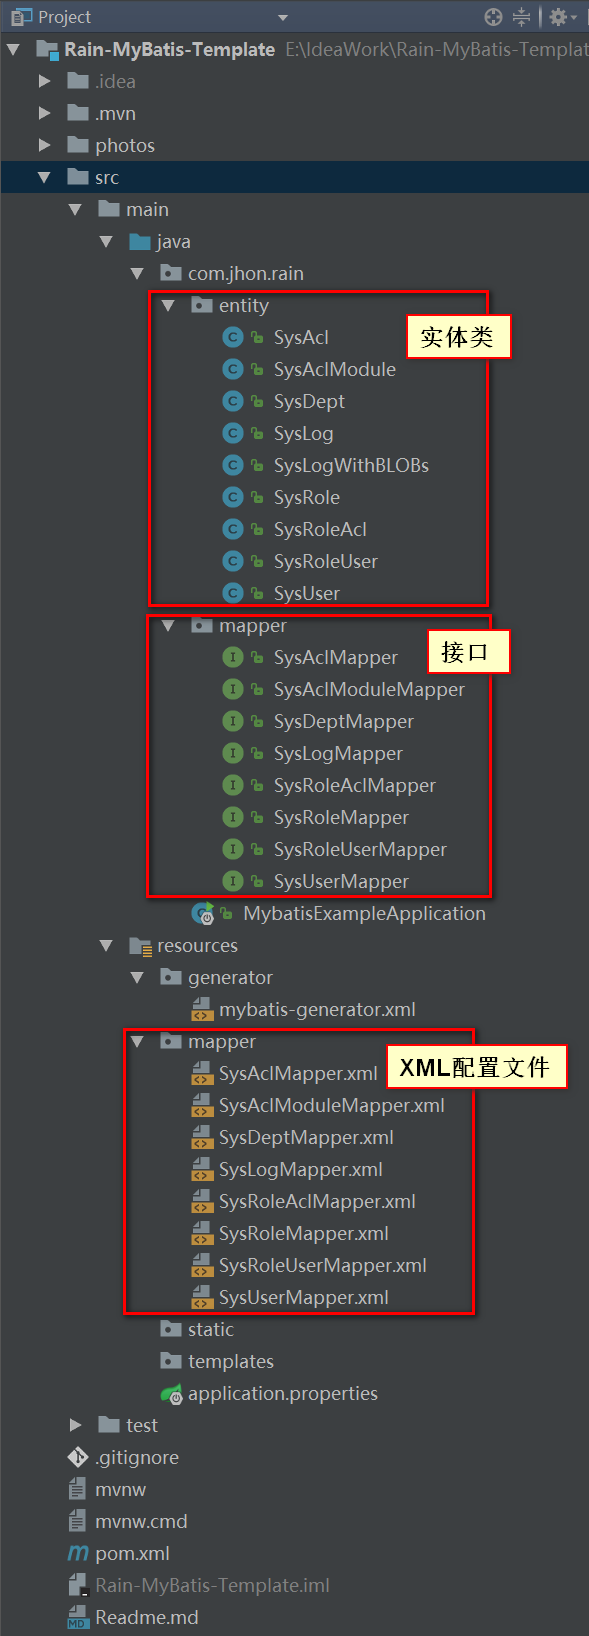 Project
Rain-MyBatis-Template E:\IdeaWork\Rain-MyBatis-Templat
.idea
.mvn
photos
src
main
java
com.jhon.rain
entity
实体类
SysAcl
SysAclModule
SysDept
SysLog
SysLogWithBLOBs
SysRole
SysRoleAcl
SysRoleUser
SysUser
mapper
接口
SysAclMapper
SysAclModuleMapper
SysDeptMapper
SysLogMapper
SysRoleAclMapper
SysRoleMapper
SysRoleUserMapper
SysUserMapper
MybatisExampleApplication
resources
generator
mybatis-generator.xml
mapper
XML配置文件
SysAclMapper.xml
SysAclModuleMapper.xml
SysDeptMapper.xml
SysLogMapper.xml
SysRoleAclMapper.xml
SysRoleMapper.xml
SysRoleUserMapper.xml
SysUserMapper.xml
static
templates
application.properties
test
.gitignore
mvnw
mvnw.cmd
pom.xml
Rain-MyBatis-Template.iml
Readme.md